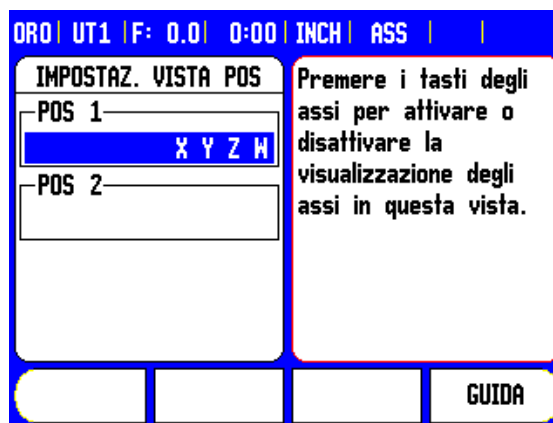 ORO| UT1 |F: 0.0| 0:00|INCH| ASS | |
IMPOSTAZ. VISTA POS
POS 1
X Y Z W
POS 2
Premere i tasti degli
assi per attivare o
disattivare la
visualizzazione degli
assi in questa vista.
GUIDA